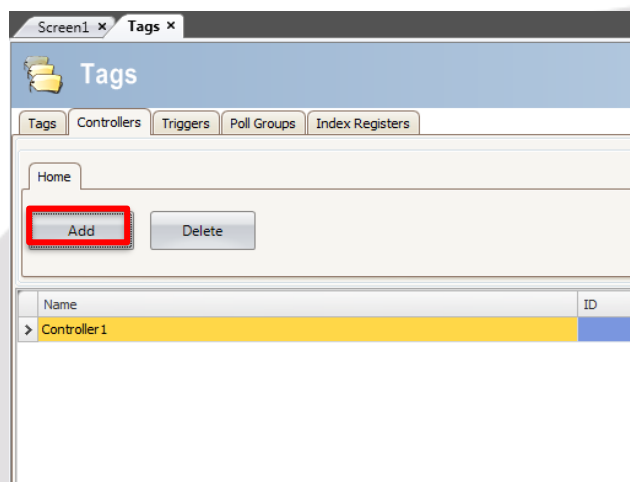 Screen1 × Tags ×
Tags
Tags Controllers Triggers Poll Groups Index Registers
Home
Add Delete
Name ID
Controller1